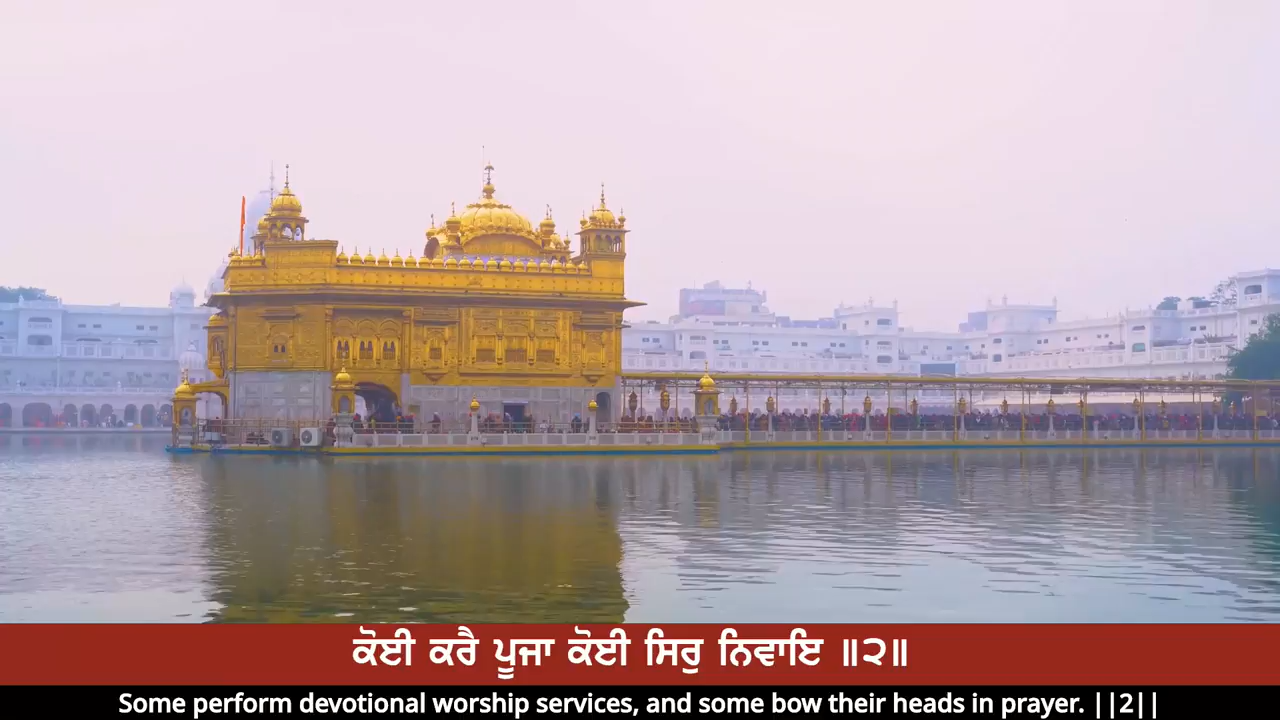 ਕੋਈ ਕਰੈ ਪੂਜਾ ਕੋਈ ਸਿਰੁ ਨਿਵਾਇ ॥੨॥
Some perform devotional worship services, and some bow their heads in prayer. ||2||